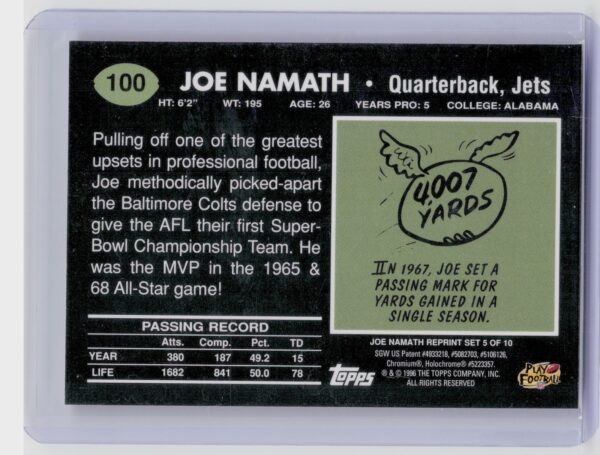 100 JOE NAMATH • Quarterback, Jets
HT: 6'2" WT: 195 AGE: 26 YEARS PRO: 5 COLLEGE: ALABAMA
Pulling off one of the greatest
upsets in professional football,
Joe methodically picked-apart
the Baltimore Colts defense to
give the AFL their first Super-
Bowl Championship Team. He
was the MVP in the 1965 &
68 All-Star game!
4,007
YARDS
IN 1967, JOE SET A
PASSING MARK FOR
YARDS GAINED IN A
SINGLE SEASON.
PASSING RECORD
Atts. Comp. Pct. TD
YEAR 380 187 49.2 15
LIFE 1682 841 50.0 78
JOE NAMATH REPRINT SET 5 OF 10
SGW US Patent #4933218, #5082703, #5106126,
Chromium®, Holochrome® #5223357.
® & © 1996 THE TOPPS COMPANY, INC.
ALL RIGHTS RESERVED
Topps
PLAY
FOOTBALL